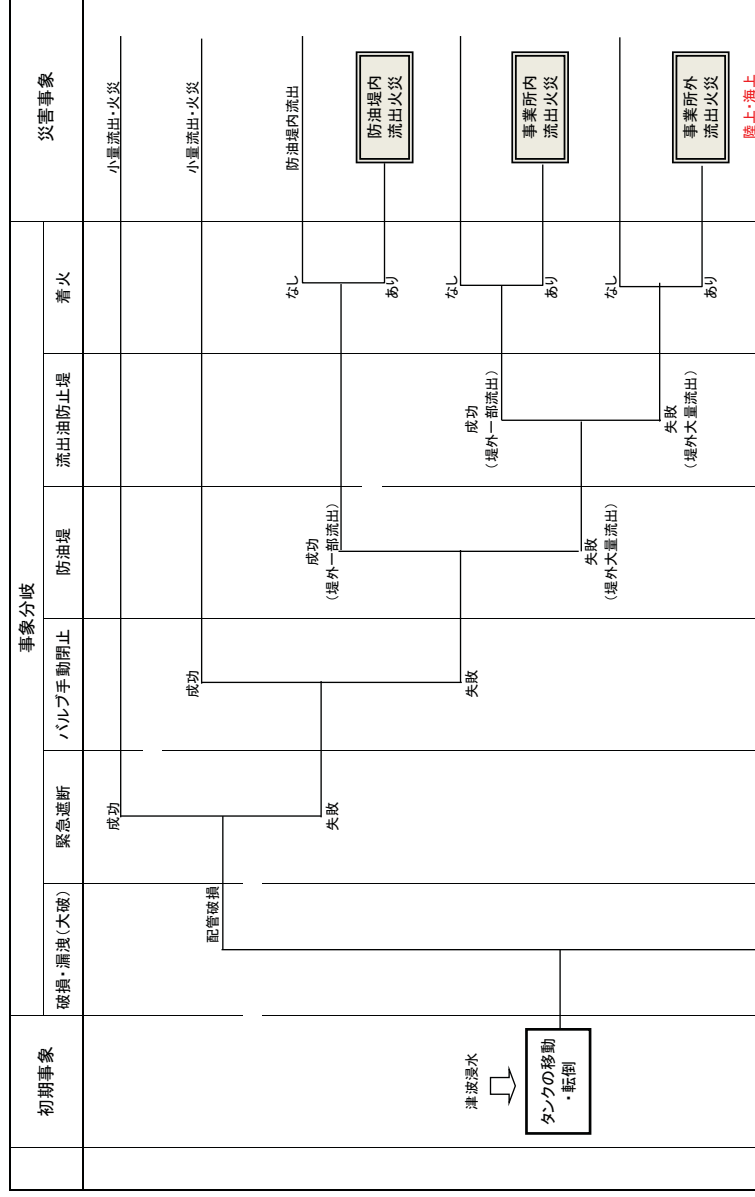 初期事象
事象分岐
災害事象
破損・漏洩(大破)
緊急遮断
バルブ手動閉止
防油堤
流出油防止堤
着火
津波浸水
タンクの移動
・転倒
配管破損
成功
小量流出・火災
失敗
成功
小量流出・火災
失敗
成功
(堤外一部流出)
なし
防油堤内流出
あり
防油堤内
流出火災
失敗
(堤外大量流出)
成功
(堤外一部流出)
なし
あり
事業所内
流出火災
失敗
(堤外大量流出)
なし
あり
事業所外
流出火災
陸上・海上